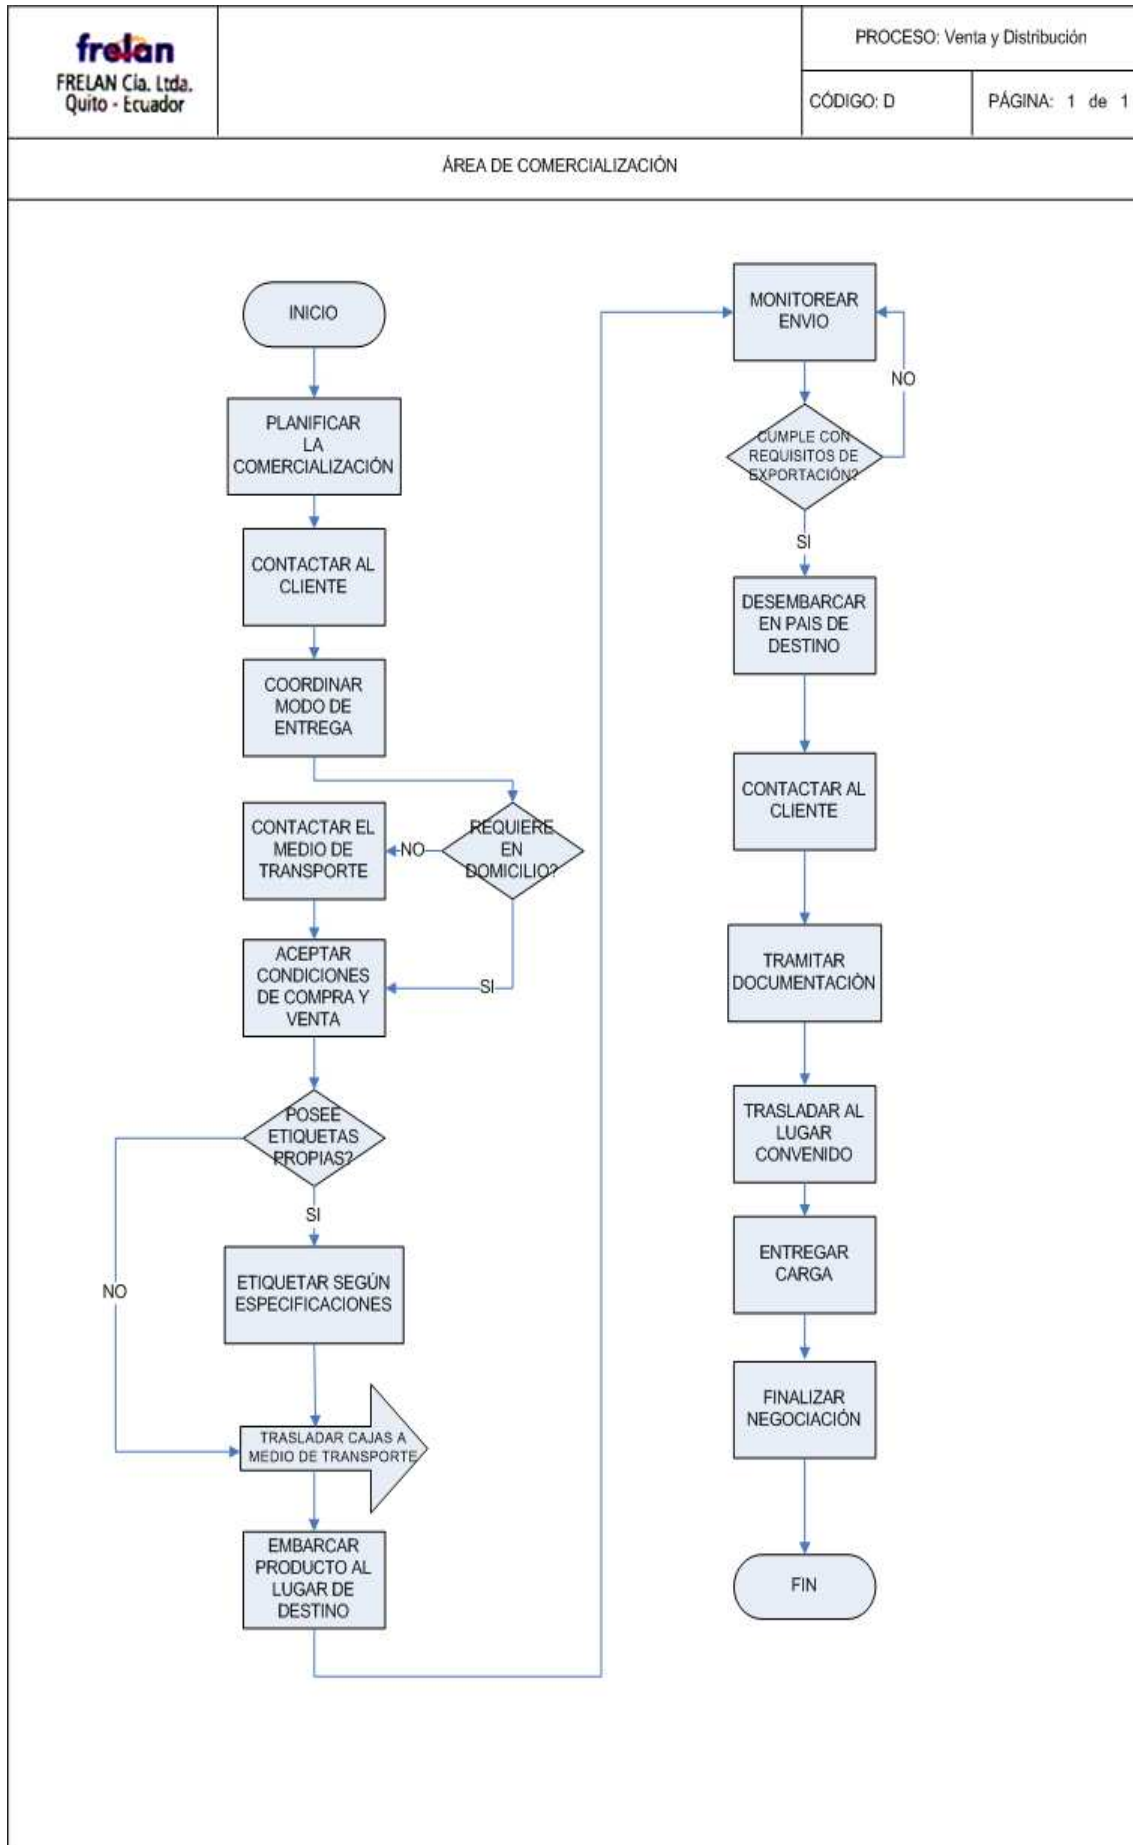 frelan
FRELAN Cía. Ltda.
Quito - Ecuador
PROCESO: Venta y Distribución
CÓDIGO: D
PÁGINA: 1 de 1
ÁREA DE COMERCIALIZACIÓN
INICIO
PLANIFICAR
LA
COMERCIALIZACIÓN
CONTACTAR AL
CLIENTE
COORDINAR
MODO DE
ENTREGA
REQUIERE
EN
DOMICILIO?
NO
CONTACTAR EL
MEDIO DE
TRANSPORTE
SI
ACEPTAR
CONDICIONES
DE COMPRA Y
VENTA
POSEE
ETIQUETAS
PROPIAS?
SI
NO
ETIQUETAR SEGÚN
ESPECIFICACIONES
TRASLADAR CAJAS A
MEDIO DE TRANSPORTE
EMBARCAR
PRODUCTO AL
LUGAR DE
DESTINO
MONITOREAR
ENVIO
NO
CUMPLE CON
REQUISITOS DE
EXPORTACIÓN?
SI
DESEMBARCAR
EN PAIS DE
DESTINO
CONTACTAR AL
CLIENTE
TRAMITAR
DOCUMENTACIÓN
TRASLADAR AL
LUGAR
CONVENIDO
ENTREGAR
CARGA
FINALIZAR
NEGOCIACIÓN
FIN